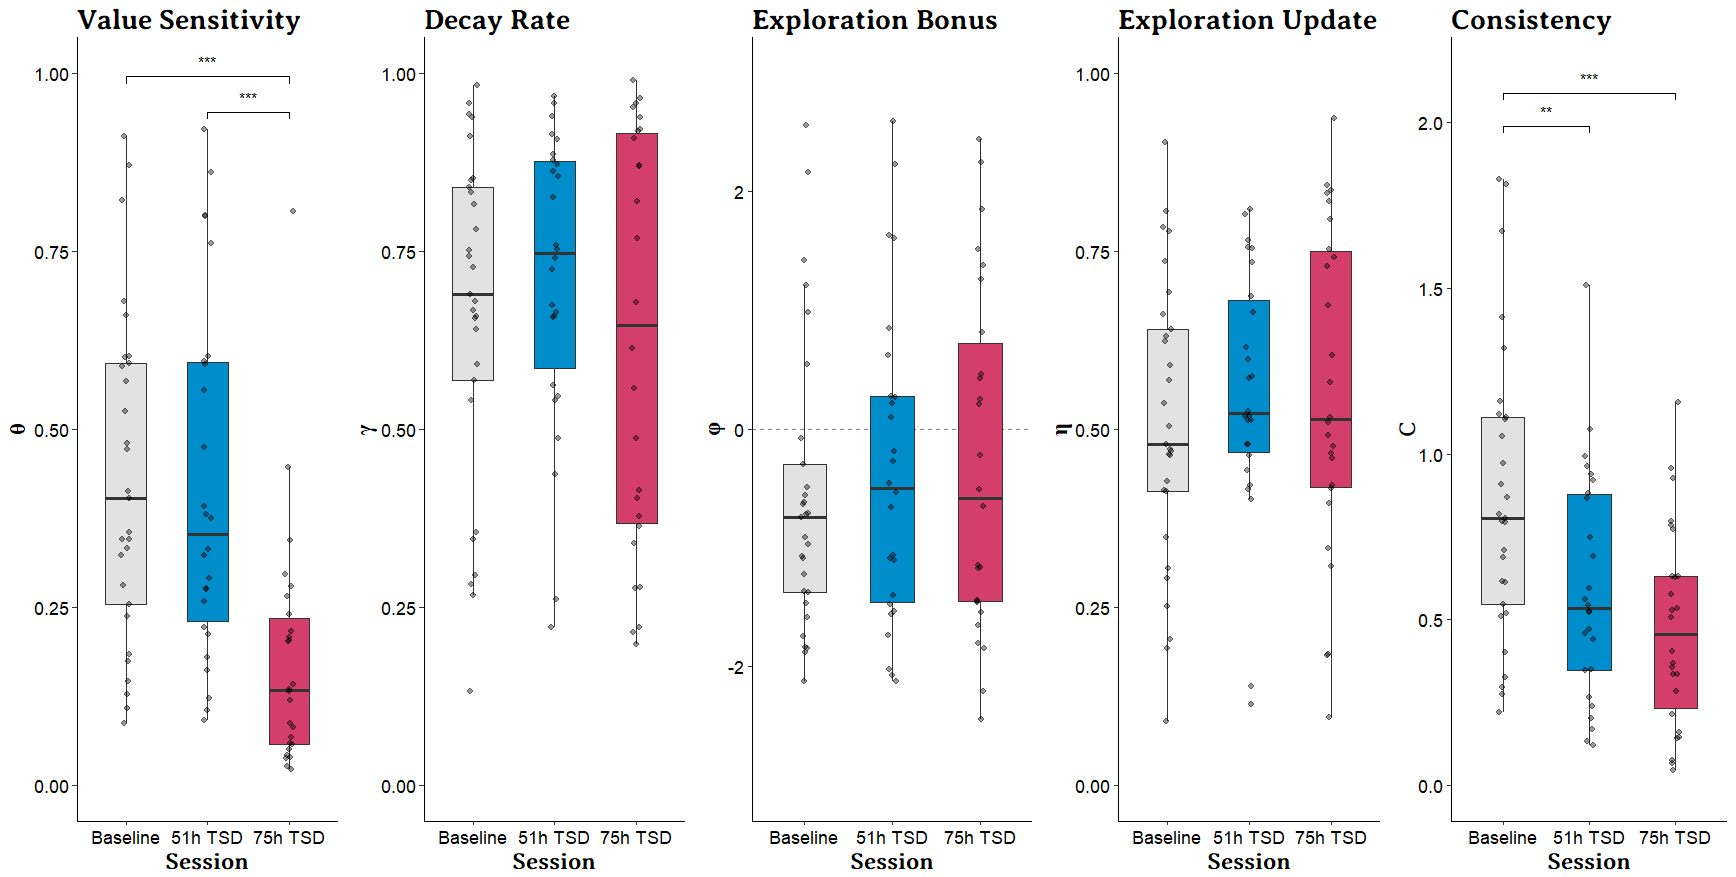 Value Sensitivity
Decay Rate
Exploration Bonus
Exploration Update
Consistency
***
***
1.00
0.75
0.50
0.25
0.00
θ
Baseline 51h TSD 75h TSD
Session
1.00
0.75
0.50
0.25
0.00
γ
Baseline 51h TSD 75h TSD
Session
2
0
-2
φ
Baseline 51h TSD 75h TSD
Session
1.00
0.75
0.50
0.25
0.00
η
Baseline 51h TSD 75h TSD
Session
***
**
2.0
1.5
1.0
0.5
0.0
C
Baseline 51h TSD 75h TSD
Session